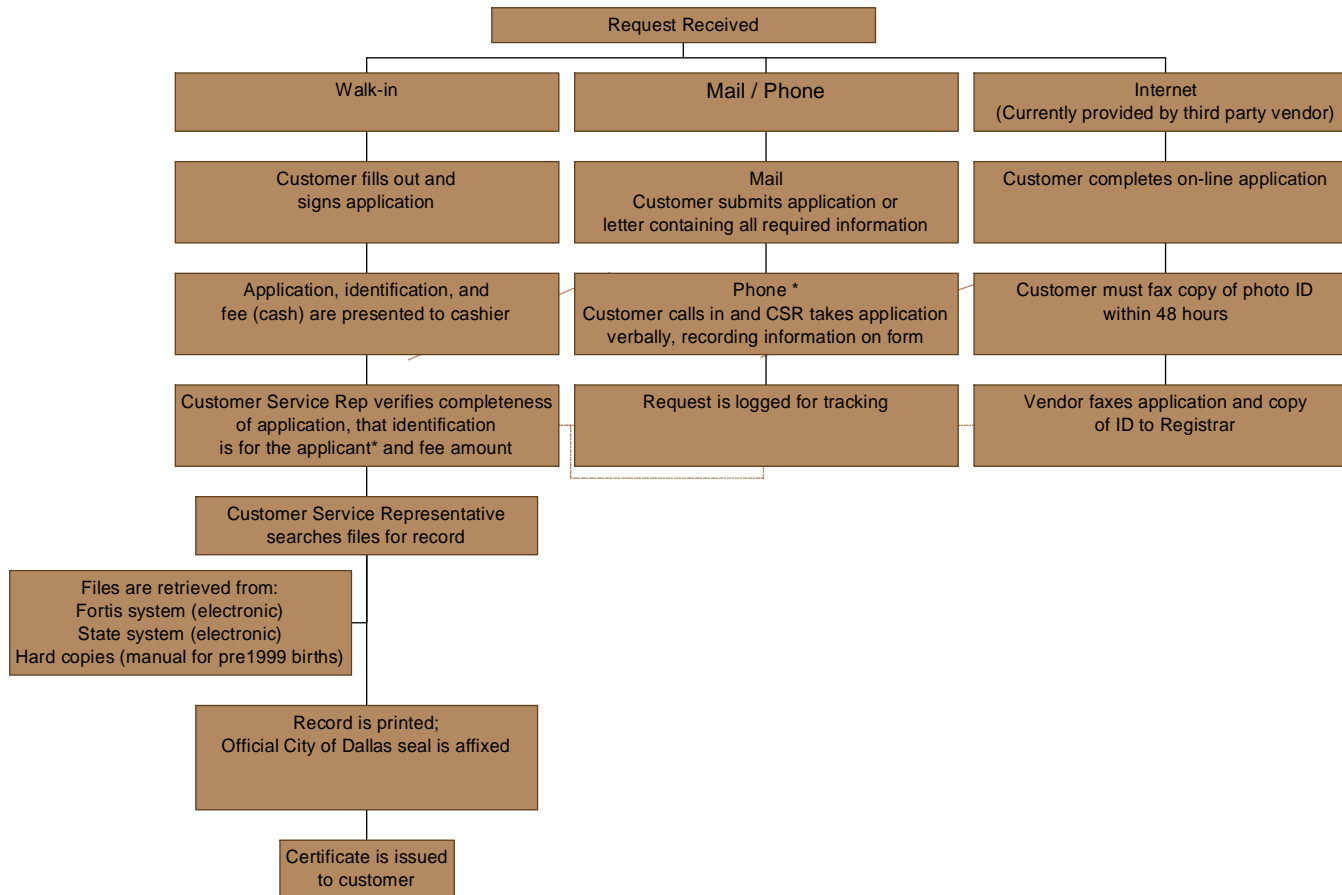 Request Received
Walk-in
Mail / Phone
Internet
(Currently provided by third party vendor)
Customer fills out and
signs application
Mail
Customer submits application or
letter containing all required information
Customer completes on-line application
Application, identification, and
fee (cash) are presented to cashier
Phone *
Customer calls in and CSR takes application
verbally, recording information on form
Customer must fax copy of photo ID
within 48 hours
Customer Service Rep verifies completeness
of application, that identification
is for the applicant* and fee amount
Request is logged for tracking
Vendor faxes application and copy
of ID to Registrar
Customer Service Representative
searches files for record
Files are retrieved from:
Fortis system (electronic)
State system (electronic)
Hard copies (manual for pre1999 births)
Record is printed;
Official City of Dallas seal is affixed
Certificate is issued
to customer